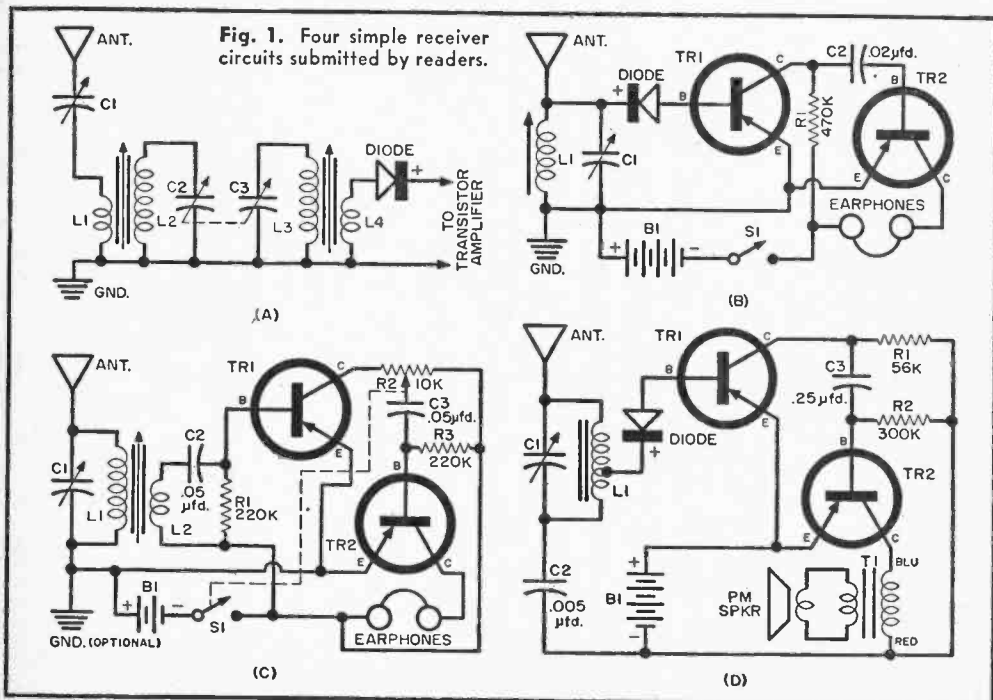 Fig. 1. Four simple receiver
circuits submitted by readers.
ANT.
C1
L1
L2
C2
C3
L3
L4
DIODE
+
TO
TRANSISTOR
AMPLIFIER
GND.
(A)
ANT.
L1
C1
+ DIODE
TR1
B
C
E
R1
470K
C2 .02µfd.
TR2
B
E
C
EARPHONES
+ B1 -
S1
GND.
(B)
ANT.
C1
L1
L2
C2
.05
µfd.
R1
220K
TR1
B
C
E
R2 10K
C3
.05µfd.
R3
220K
B
TR2
E
C
+ B1 -
S1
EARPHONES
GND. (OPTIONAL)
(C)
ANT.
C1
L1
C2
.005
µfd.
DIODE
+
TR1
B
C
E
C3
.25µfd.
R1
56K
R2
300K
B
TR2
E
C
BLU
T1
RED
PM
SPKR
+
B1
-
(D)